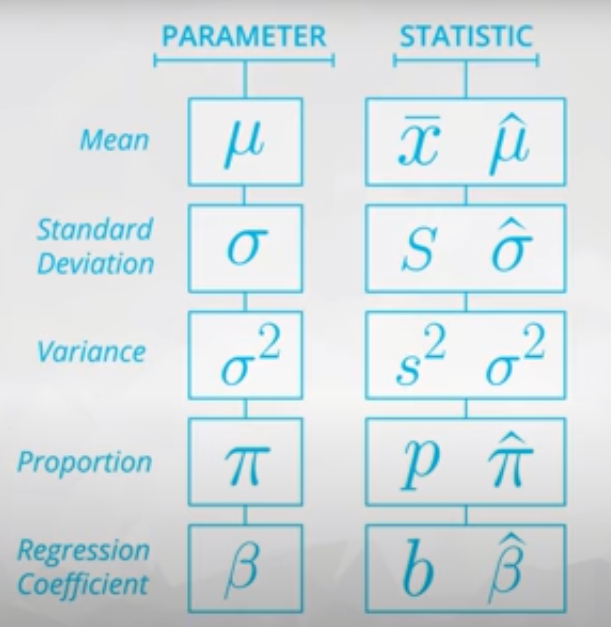 PARAMETER STATISTIC
Mean μ x̄ μ̂
Standard
Deviation σ S σ̂
Variance σ² s² σ²
Proportion π p π̂
Regression
Coefficient β b β̂